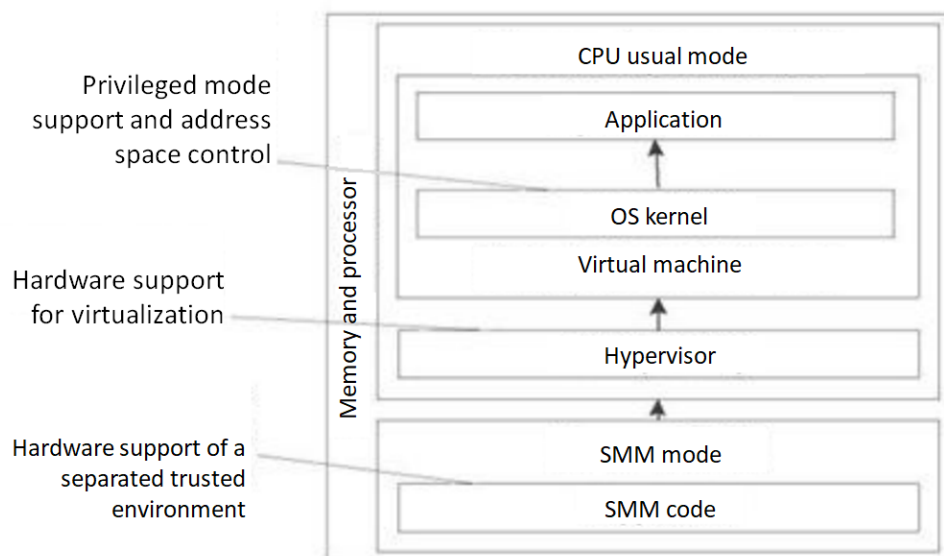 CPU usual mode
Privileged mode
support and address
space control
Application
OS kernel
Virtual machine
Memory and processor
Hardware support
for virtualization
Hypervisor
Hardware support of a
separated trusted
environment
SMM mode
SMM code